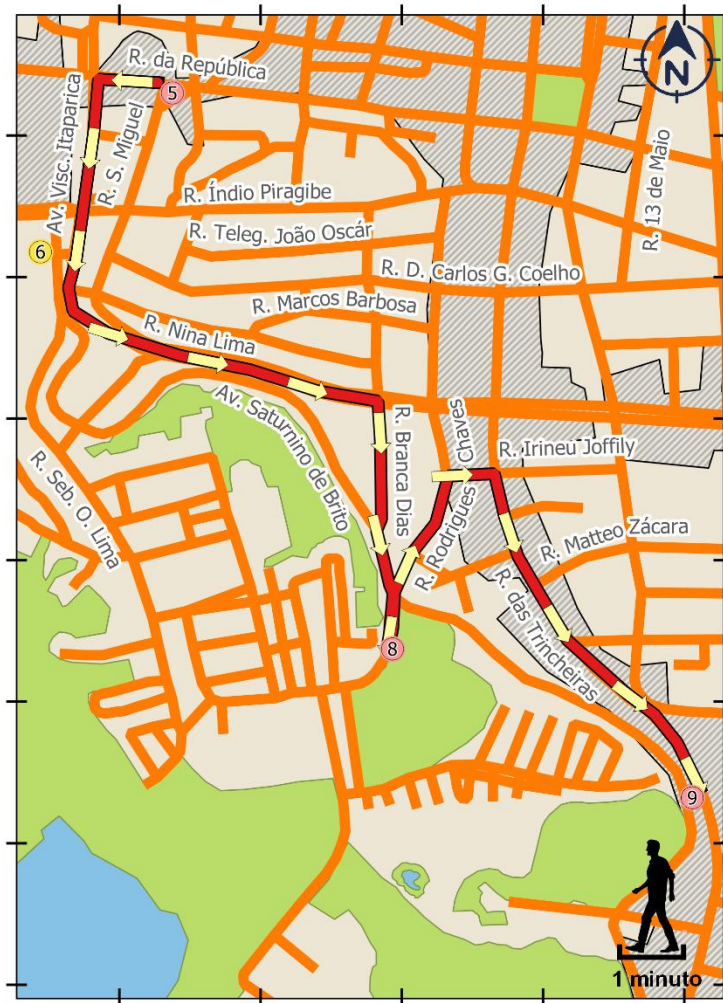 N
R. da República
5
Av. Visc. Itaparica
R. S. Miguel
R. 13 de Maio
R. Índio Piragibe
R. Teleg. João Oscár
6
R. D. Carlos G. Coelho
R. Marcos Barbosa
R. Nina Lima
Av. Saturnino de Brito
R. Branca Dias
R. Rodrigues Chaves
R. Irineu Joffily
R. Seb. O. Lima
R. Matteo Zácara
R. das Trincheiras
8
9
1 minuto